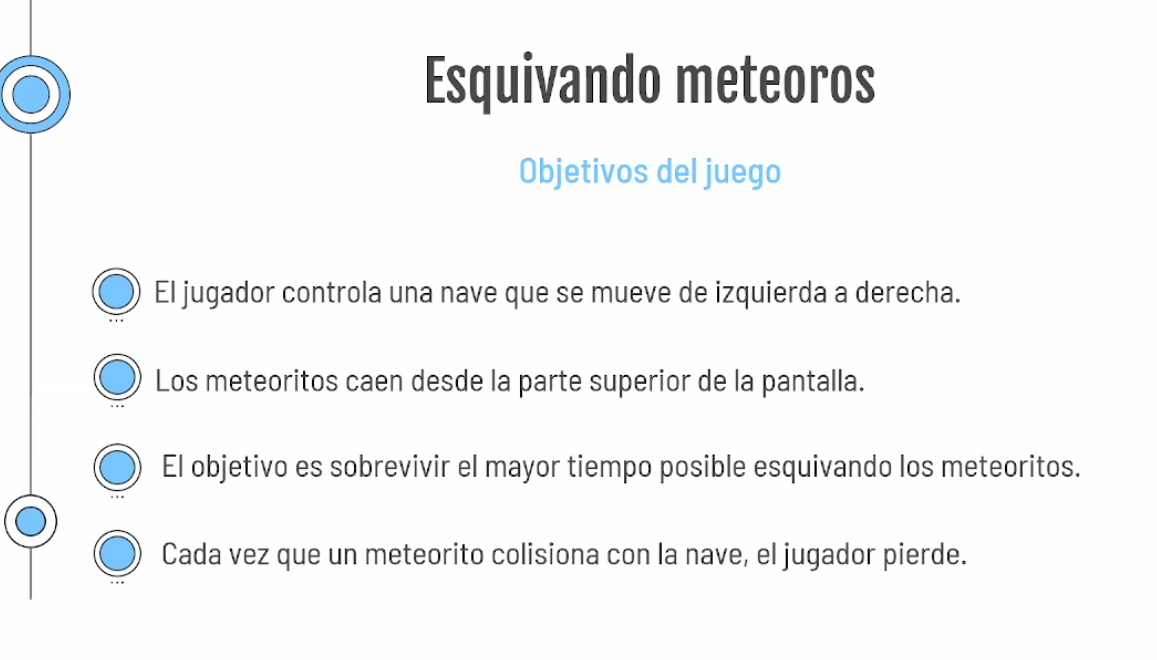 Esquivando meteoros
Objetivos del juego
El jugador controla una nave que se mueve de izquierda a derecha.
Los meteoritos caen desde la parte superior de la pantalla.
El objetivo es sobrevivir el mayor tiempo posible esquivando los meteoritos.
Cada vez que un meteorito colisiona con la nave, el jugador pierde.